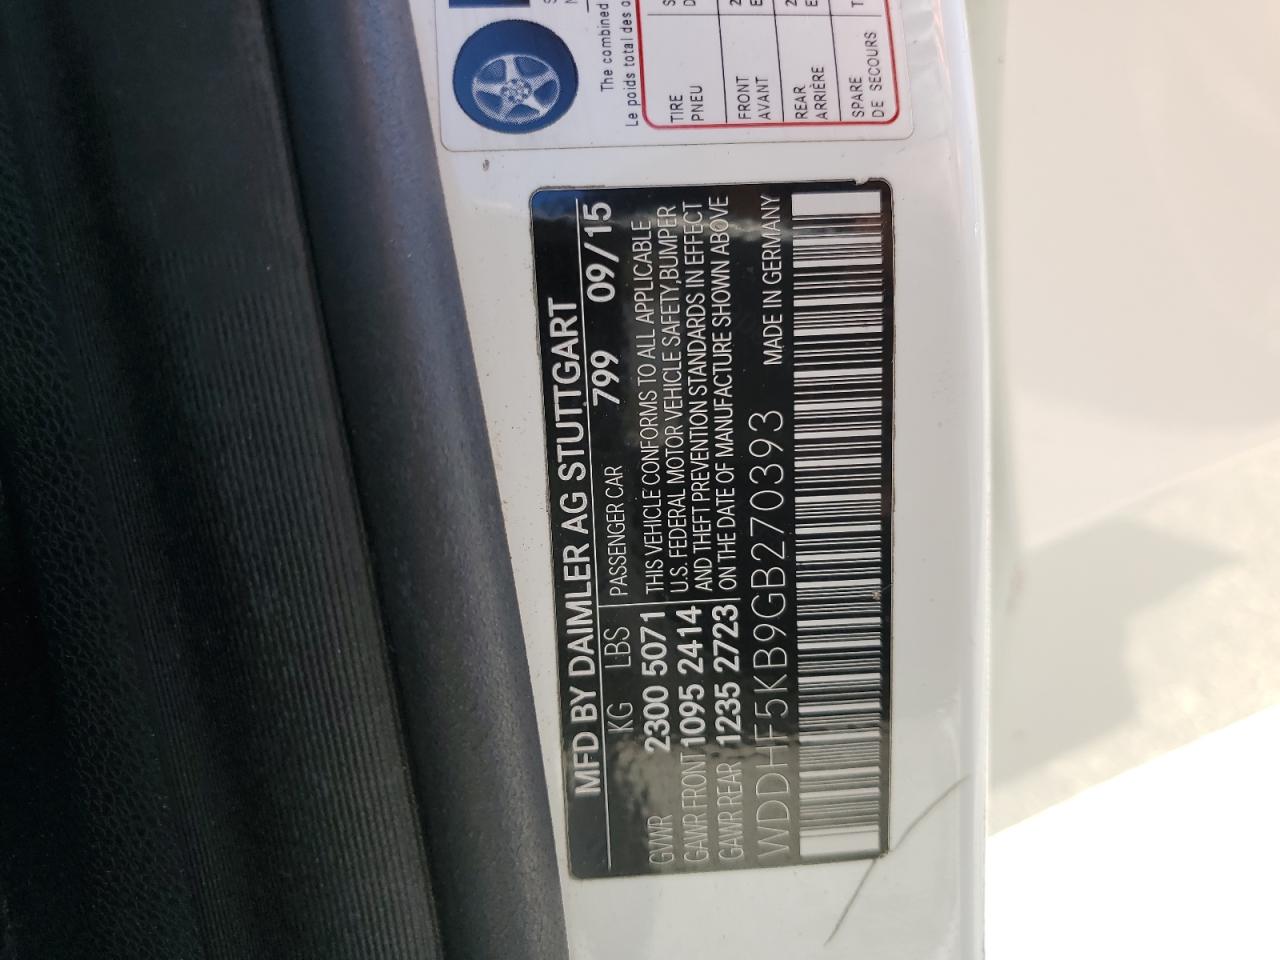 MFD BY DAIMLER AG STUTTGART
KG LBS PASSENGER CAR 799 09/15
GVWR 2300 5071 THIS VEHICLE CONFORMS TO ALL APPLICABLE
GAWR FRONT 1095 2414 U.S. FEDERAL MOTOR VEHICLE SAFETY,BUMPER
GAWR REAR 1235 2723 AND THEFT PREVENTION STANDARDS IN EFFECT
ON THE DATE OF MANUFACTURE SHOWN ABOVE
WDDHF5KB9GB270393 MADE IN GERMANY
The combined
Le poids total des
TIRE
PNEU
FRONT
AVANT
REAR
ARRIÈRE
SPARE
DE SECOURS